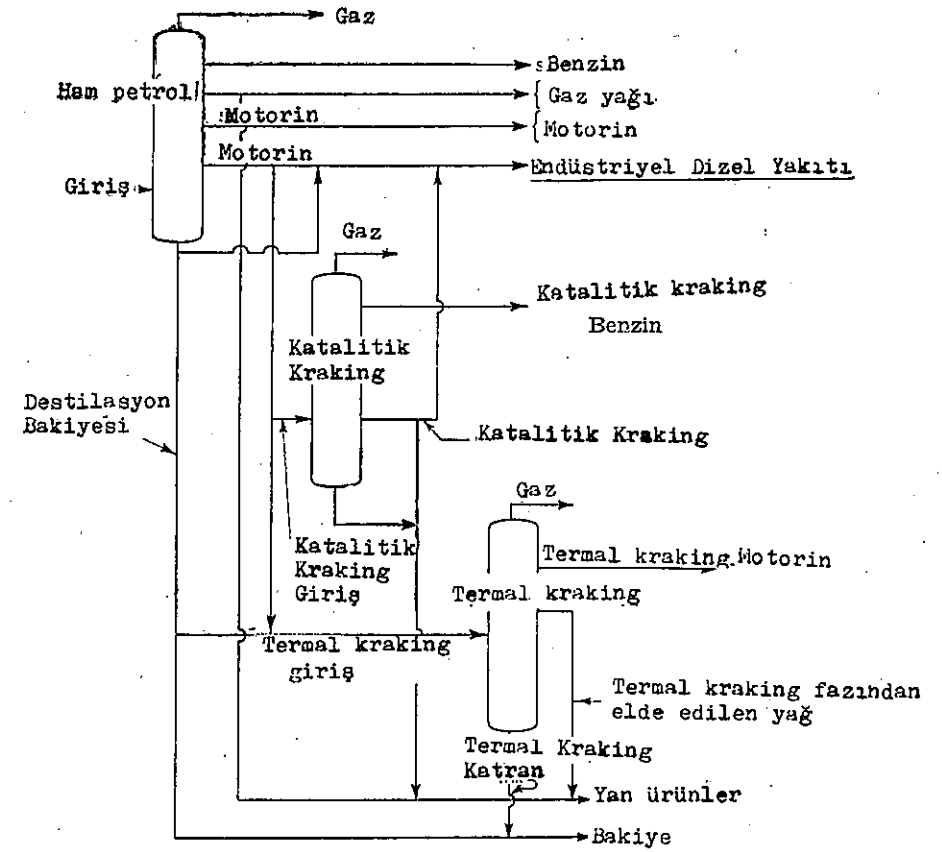 Gaz
Benzin
Ham petrol
Gaz yağı
Motorin
Motorin
Motorin
Endüstriyel Dizel Yakıtı
Giriş
Gaz
Katalitik kraking
Benzin
Katalitik
Kraking
Destilasyon
Bakiyesi
Katalitik Kraking
Gaz
Katalitik
Kraking
Giriş
Termal kraking Motorin
Termal kraking
Termal kraking
giriş
Termal kraking fazından
elde edilen yağ
Termal Kraking
Katran
Yan ürünler
Bakiye